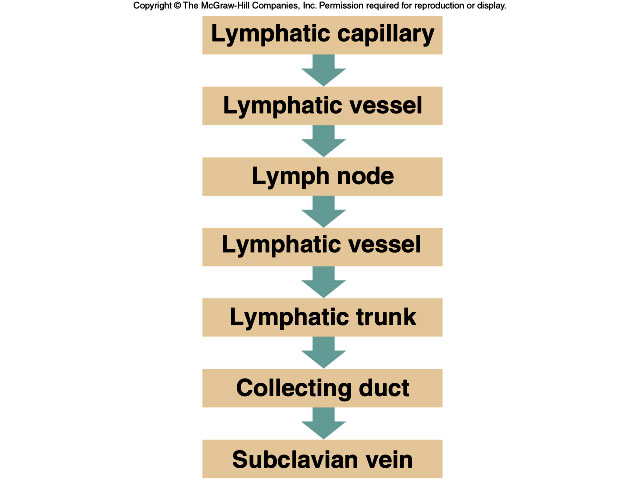 Copyright © The McGraw-Hill Companies, Inc. Permission required for reproduction or display.
Lymphatic capillary
Lymphatic vessel
Lymph node
Lymphatic vessel
Lymphatic trunk
Collecting duct
Subclavian vein